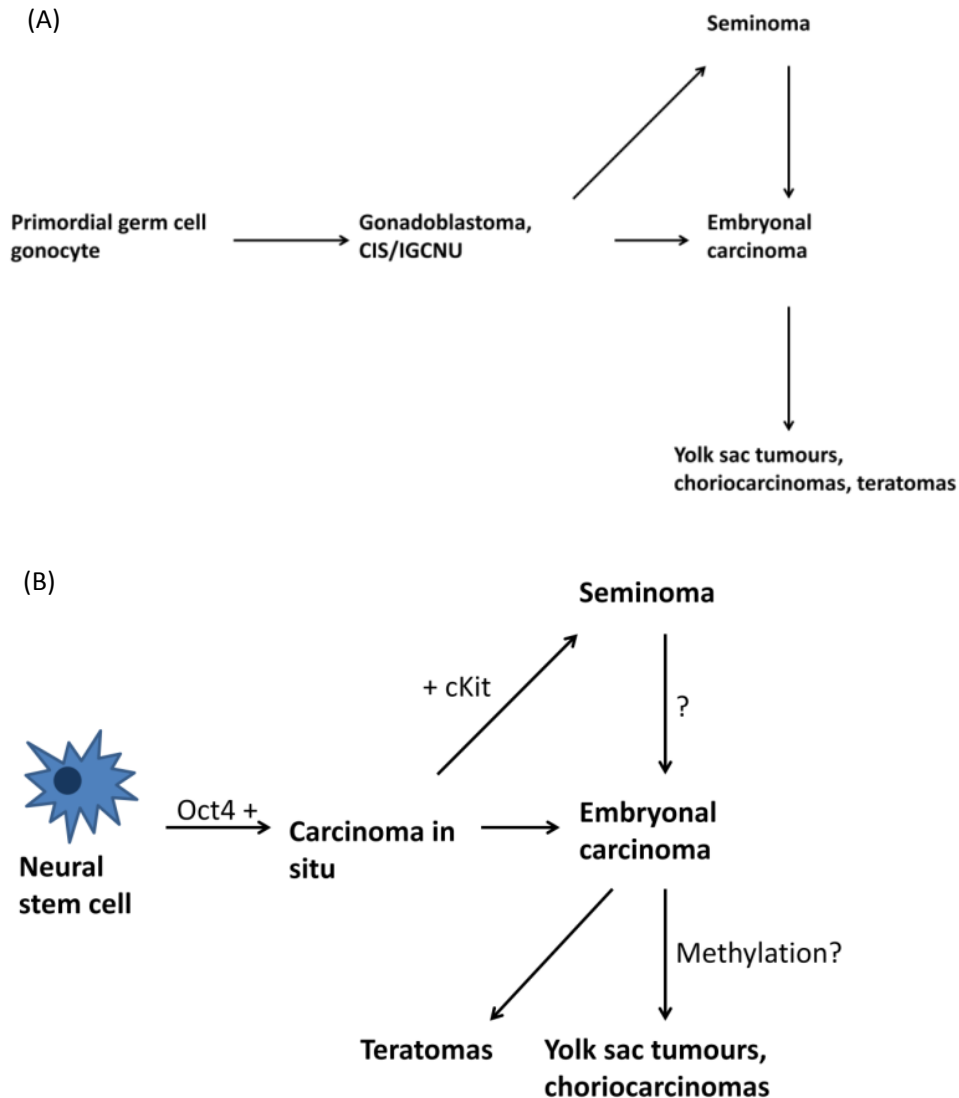 (A)
Seminoma
Primordial germ cell
gonocyte
Gonadoblastoma,
CIS/IGCNU
Embryonal
carcinoma
Yolk sac tumours,
choriocarcinomas, teratomas
(B)
Seminoma
+ cKit
?
Oct4 +
Neural
stem cell
Carcinoma in
situ
Embryonal
carcinoma
Methylation?
Teratomas
Yolk sac tumours,
choriocarcinomas